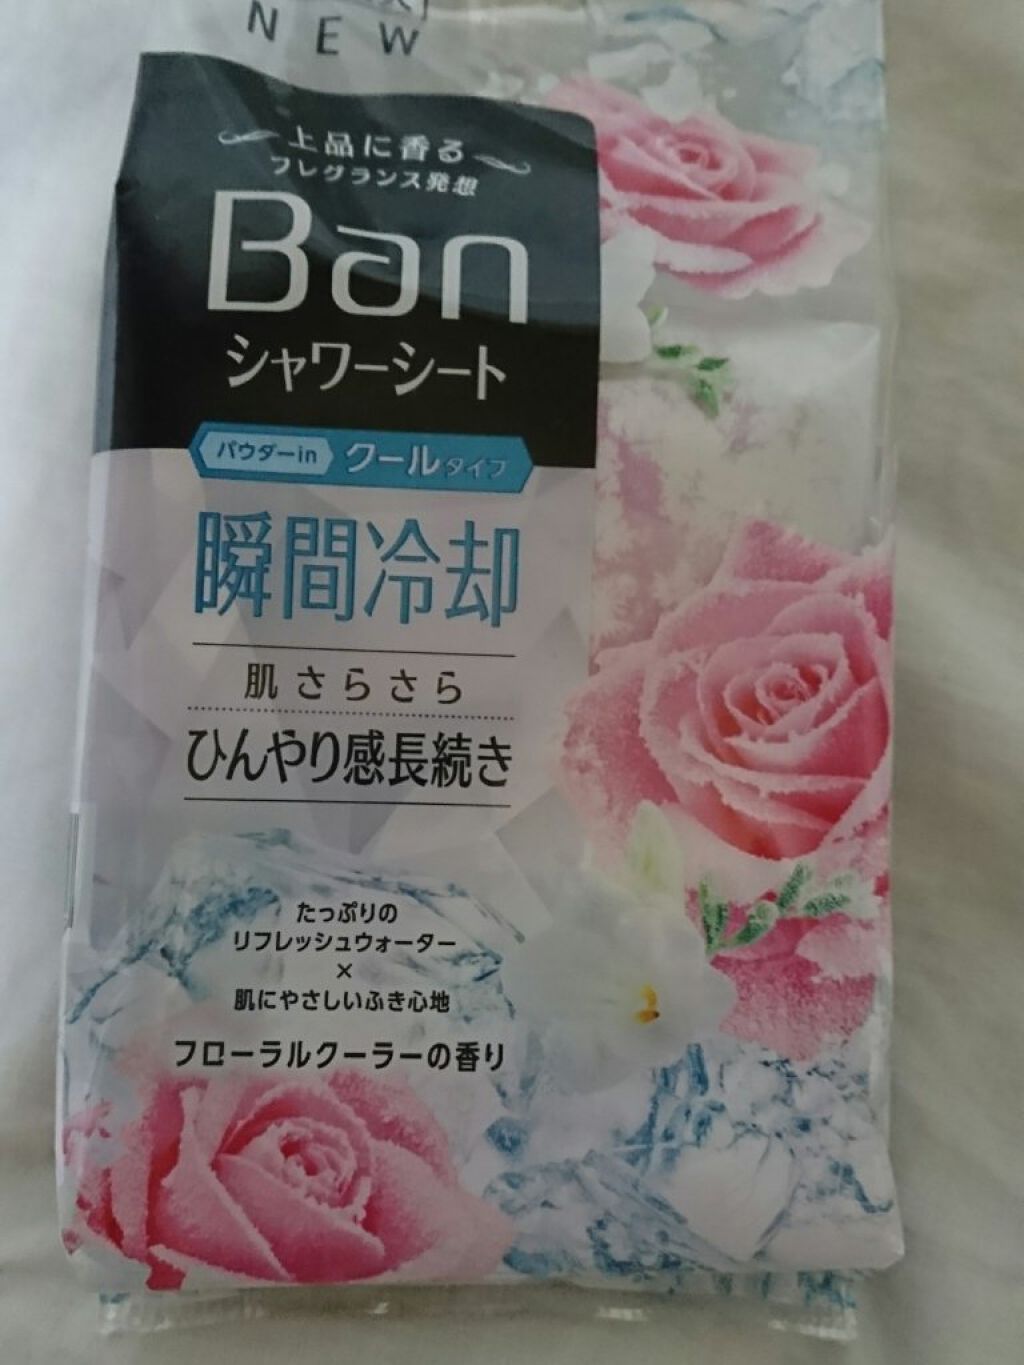 NEW
上品に香る
フレグランス発想
Ban
シャワーシート
パウダーin クールタイプ
瞬間冷却
肌さらさら
ひんやり感長続き
たっぷりの
リフレッシュウォーター
×
肌にやさしいふき心地
フローラルクーラーの香り